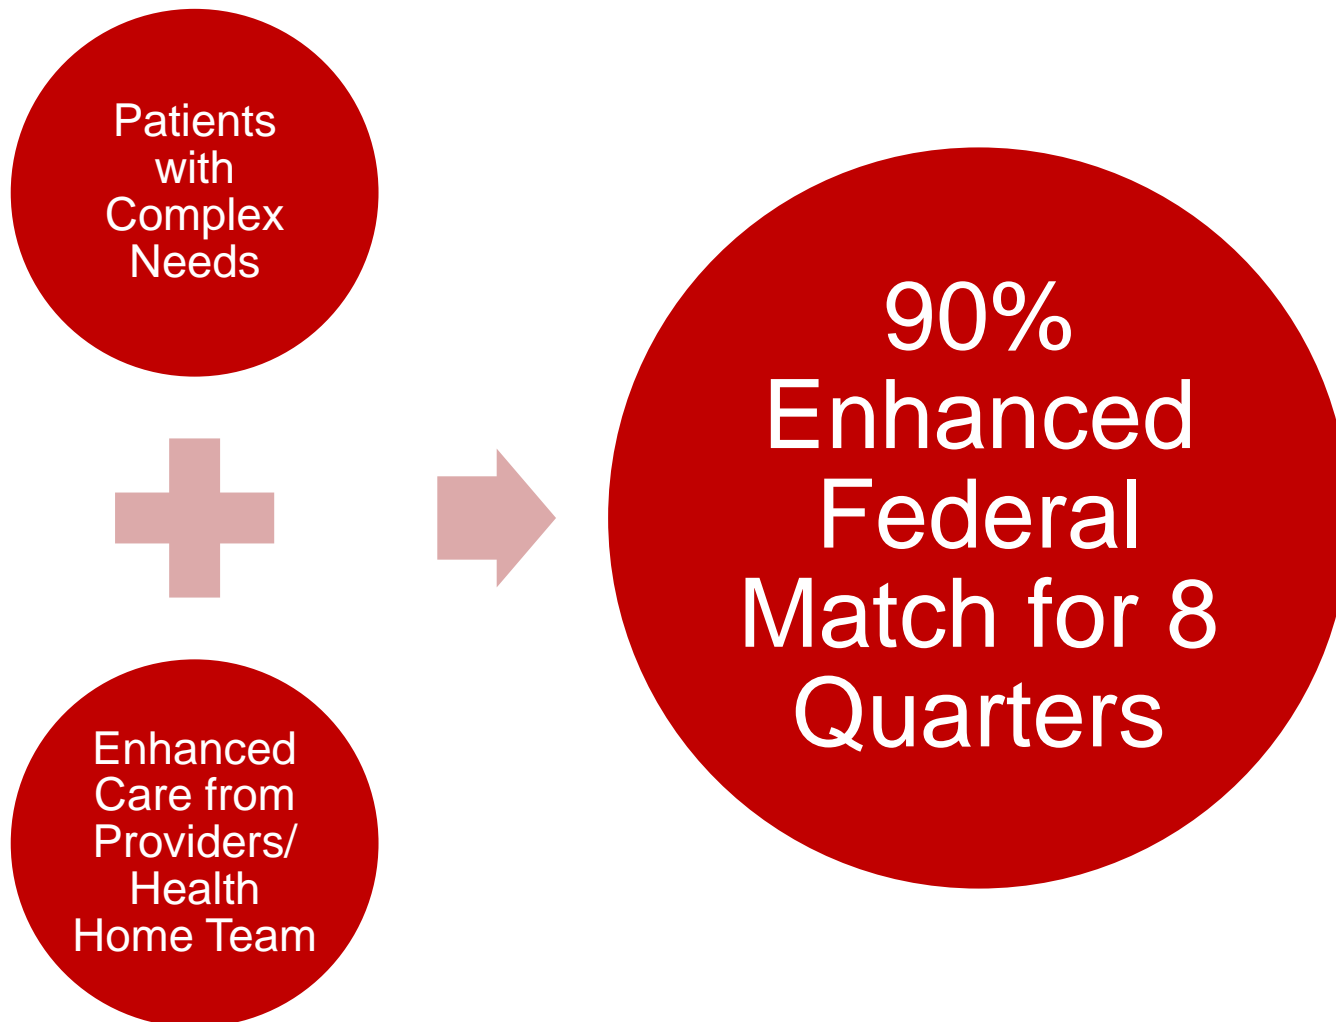 Patients
with
Complex
Needs
Enhanced
Care from
Providers/
Health
Home Team
90%
Enhanced
Federal
Match for 8
Quarters